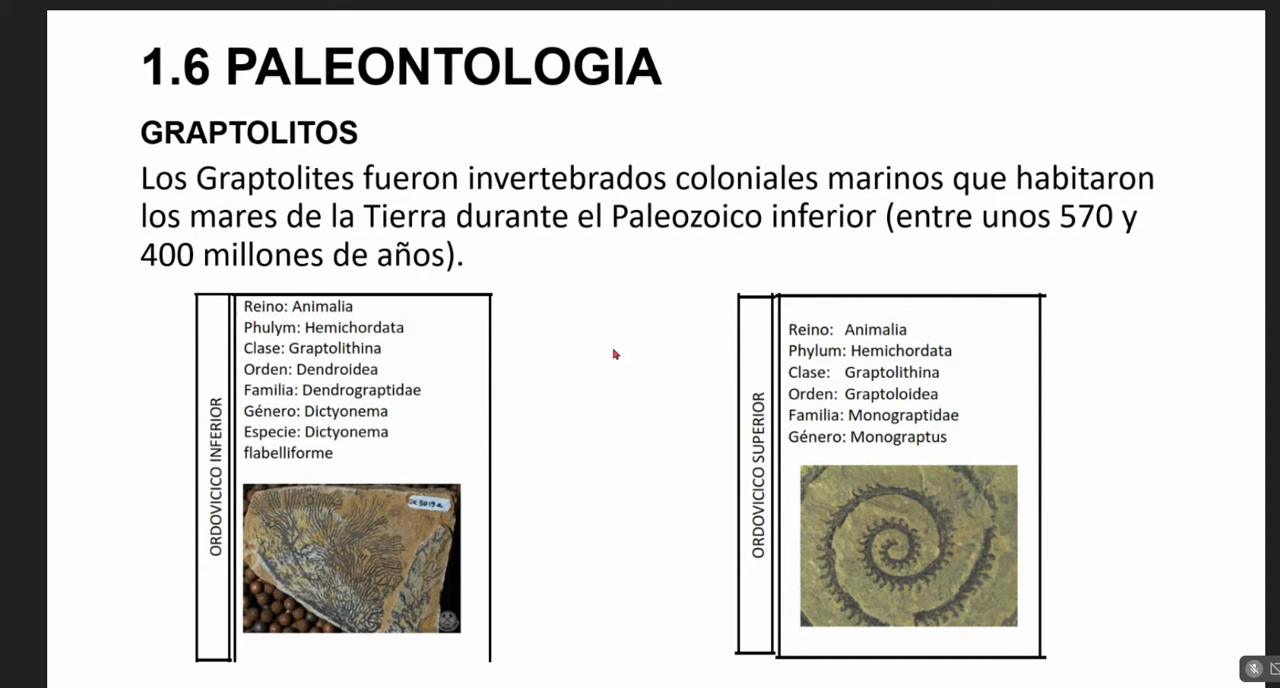 1.6 PALEONTOLOGIA
GRAPTOLITOS
Los Graptolites fueron invertebrados coloniales marinos que habitaron
los mares de la Tierra durante el Paleozoico inferior (entre unos 570 y
400 millones de años).
ORDOVICICO INFERIOR
Reino: Animalia
Phulym: Hemichordata
Clase: Graptolithina
Orden: Dendroidea
Familia: Dendrograptidae
Género: Dictyonema
Especie: Dictyonema
flabelliforme
ORDOVICICO SUPERIOR
Reino: Animalia
Phylum: Hemichordata
Clase: Graptolithina
Orden: Graptoloidea
Familia: Monograptidae
Género: Monograptus